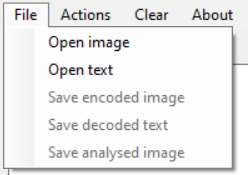 File Actions Clear About
Open image
Open text
Save encoded image
Save decoded text
Save analysed image